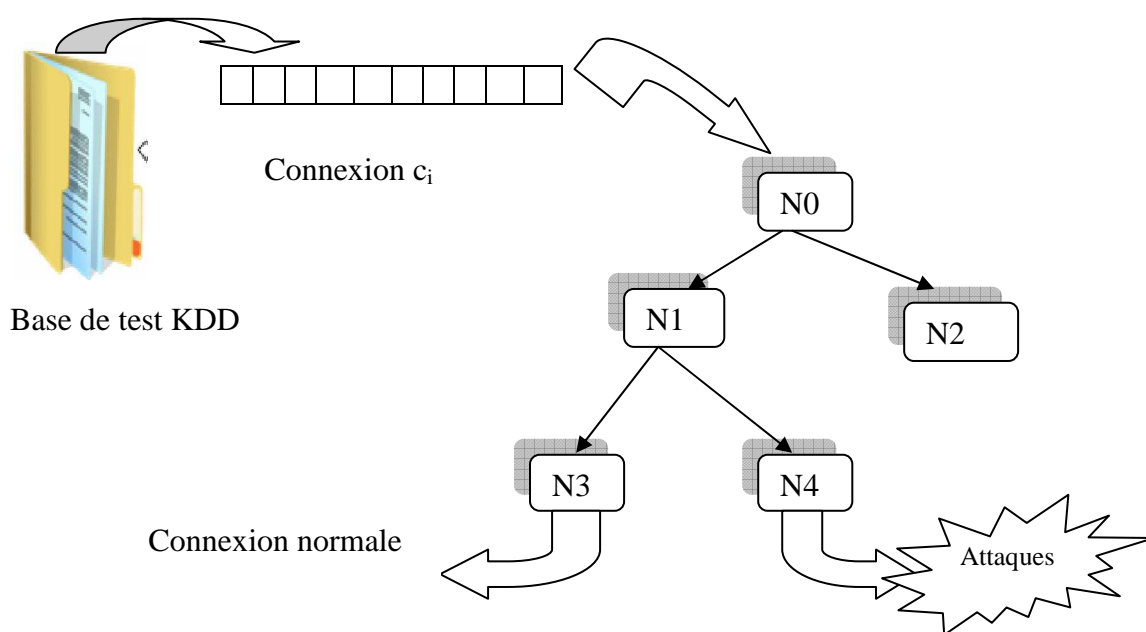 Connexion cᵢ
N0
Base de test KDD
N1
N2
N3
N4
Connexion normale
Attaques